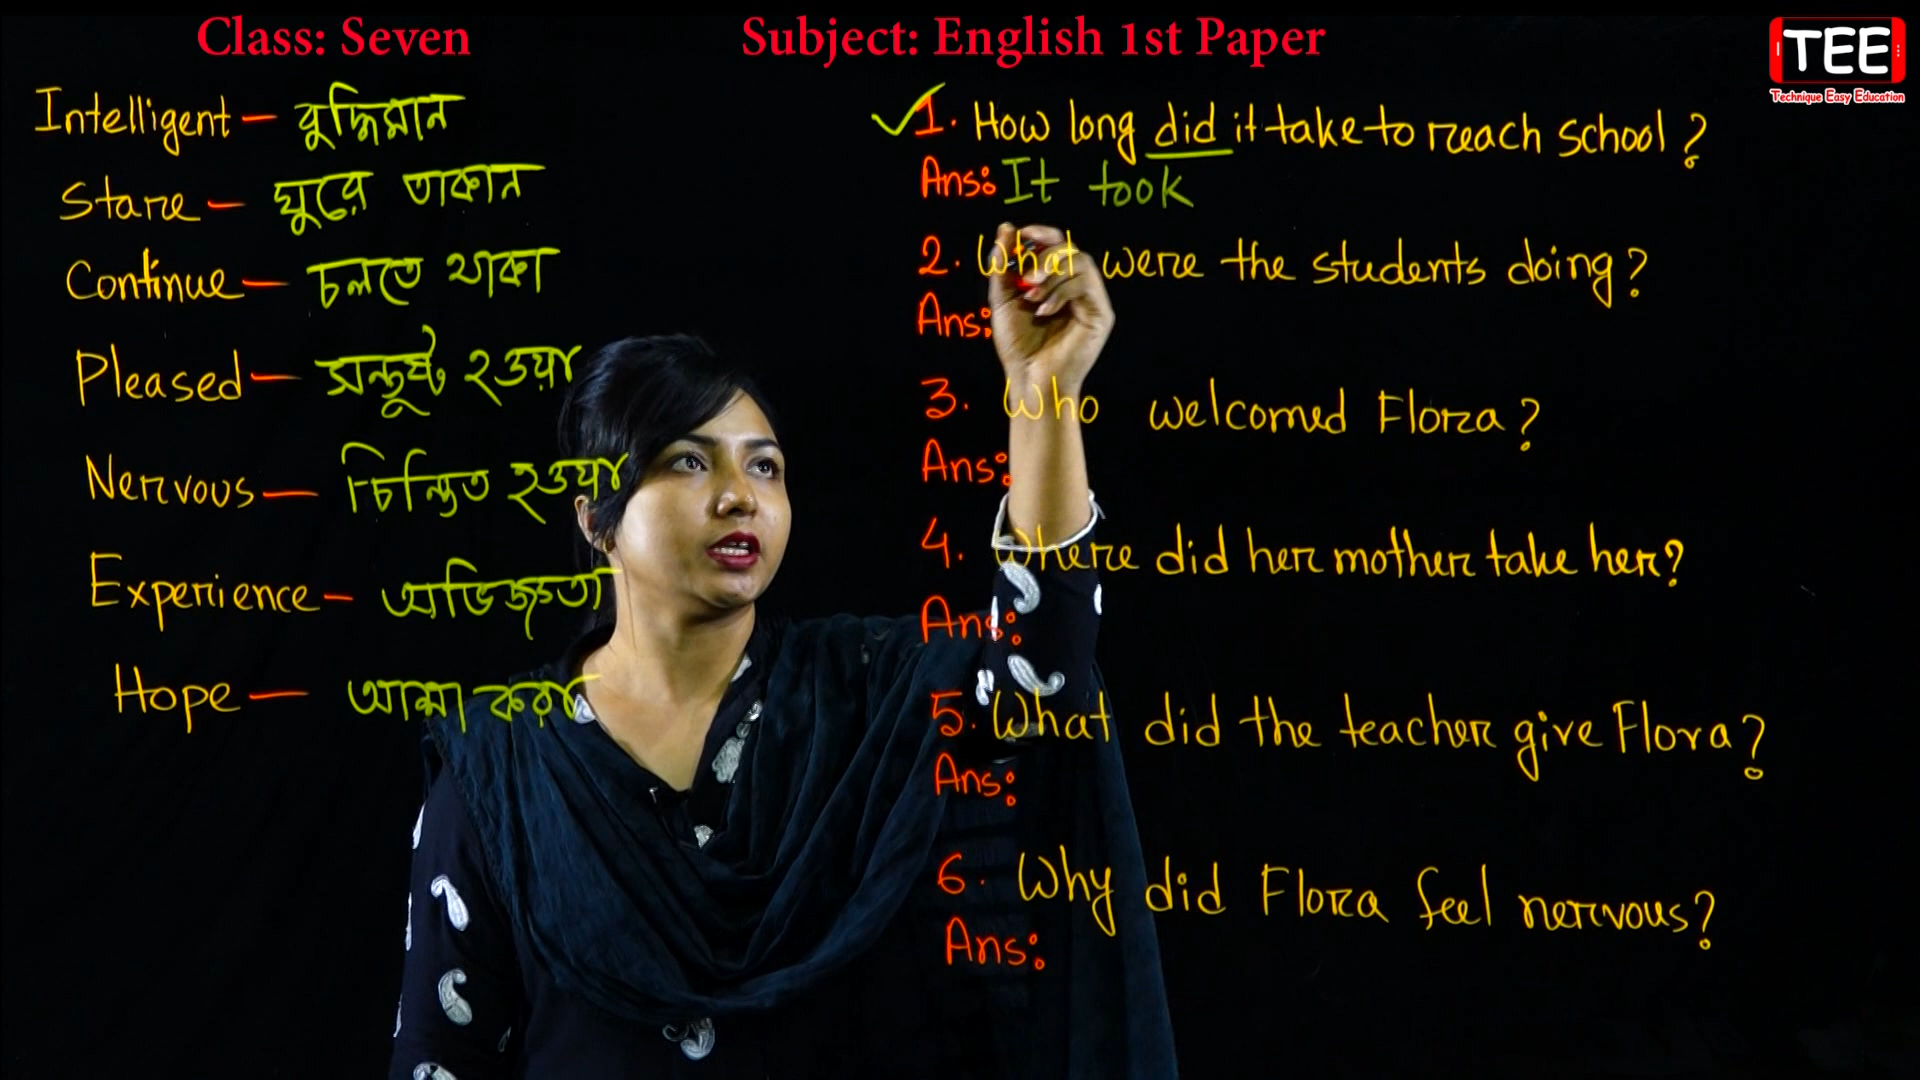 Class: Seven
Subject: English 1st Paper
TEE
Technique Easy Education
Intelligent - বুদ্ধিমান
Stare - ঘুরে তাকান
Continue - চলতে থাকা
Pleased - সন্তুষ্ট হওয়া
Nervous - চিন্তিত হওয়া
Experience - অভিজ্ঞতা
Hope - আশা করা
1. How long did it take to reach school?
Ans: It took
2. What were the students doing?
Ans:
3. Who welcomed Flora?
Ans:
4. Where did her mother take her?
Ans:
5. What did the teacher give Flora?
Ans:
6. Why did Flora feel nervous?
Ans: